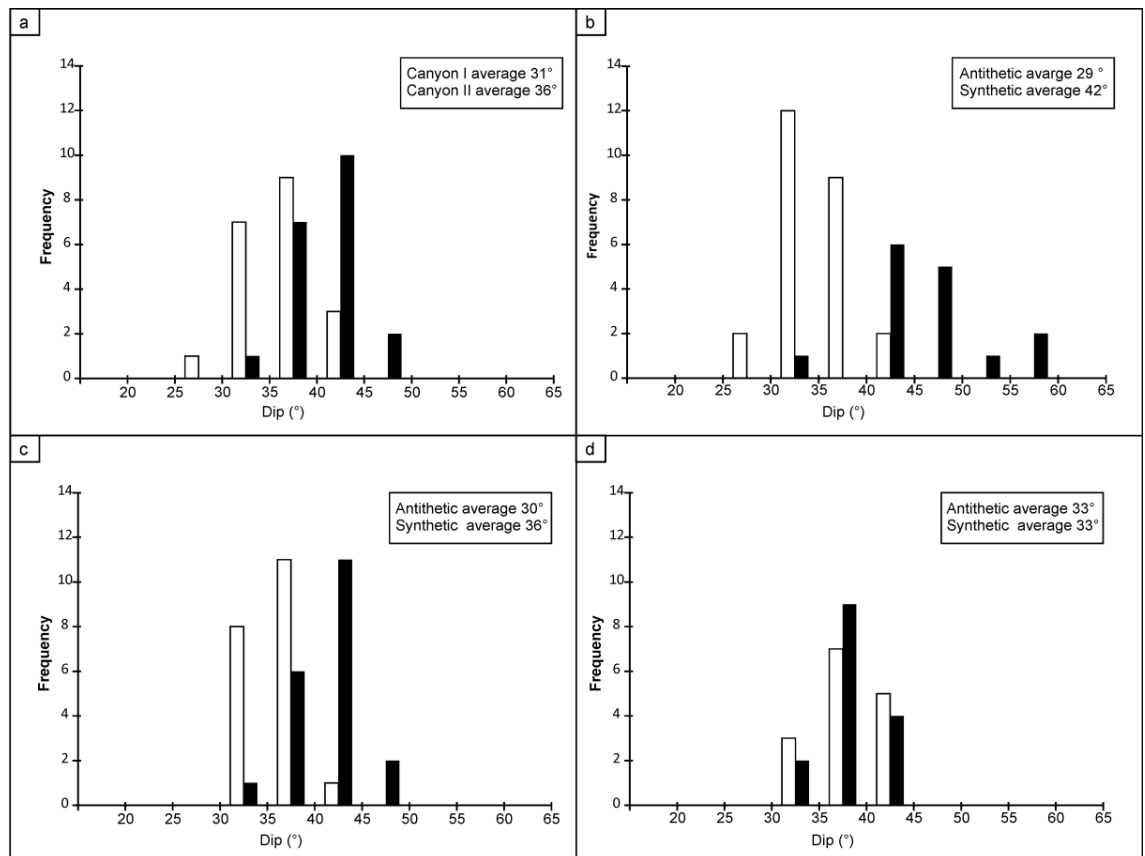 a
14
12
10
8
6
4
2
0
Frequency
20 25 30 35 40 45 50 55 60 65
Dip (°)
Canyon I average 31°
Canyon II average 36°
b
14
12
10
8
6
4
2
0
Frequency
20 25 30 35 40 45 50 55 60 65
Dip (°)
Antithetic avarge 29 °
Synthetic average 42°
c
14
12
10
8
6
4
2
0
Frequency
20 25 30 35 40 45 50 55 60 65
Dip (°)
Antithetic average 30°
Synthetic average 36°
d
14
12
10
8
6
4
2
0
Frequency
20 25 30 35 40 45 50 55 60 65
Dip (°)
Antithetic average 33°
Synthetic average 33°